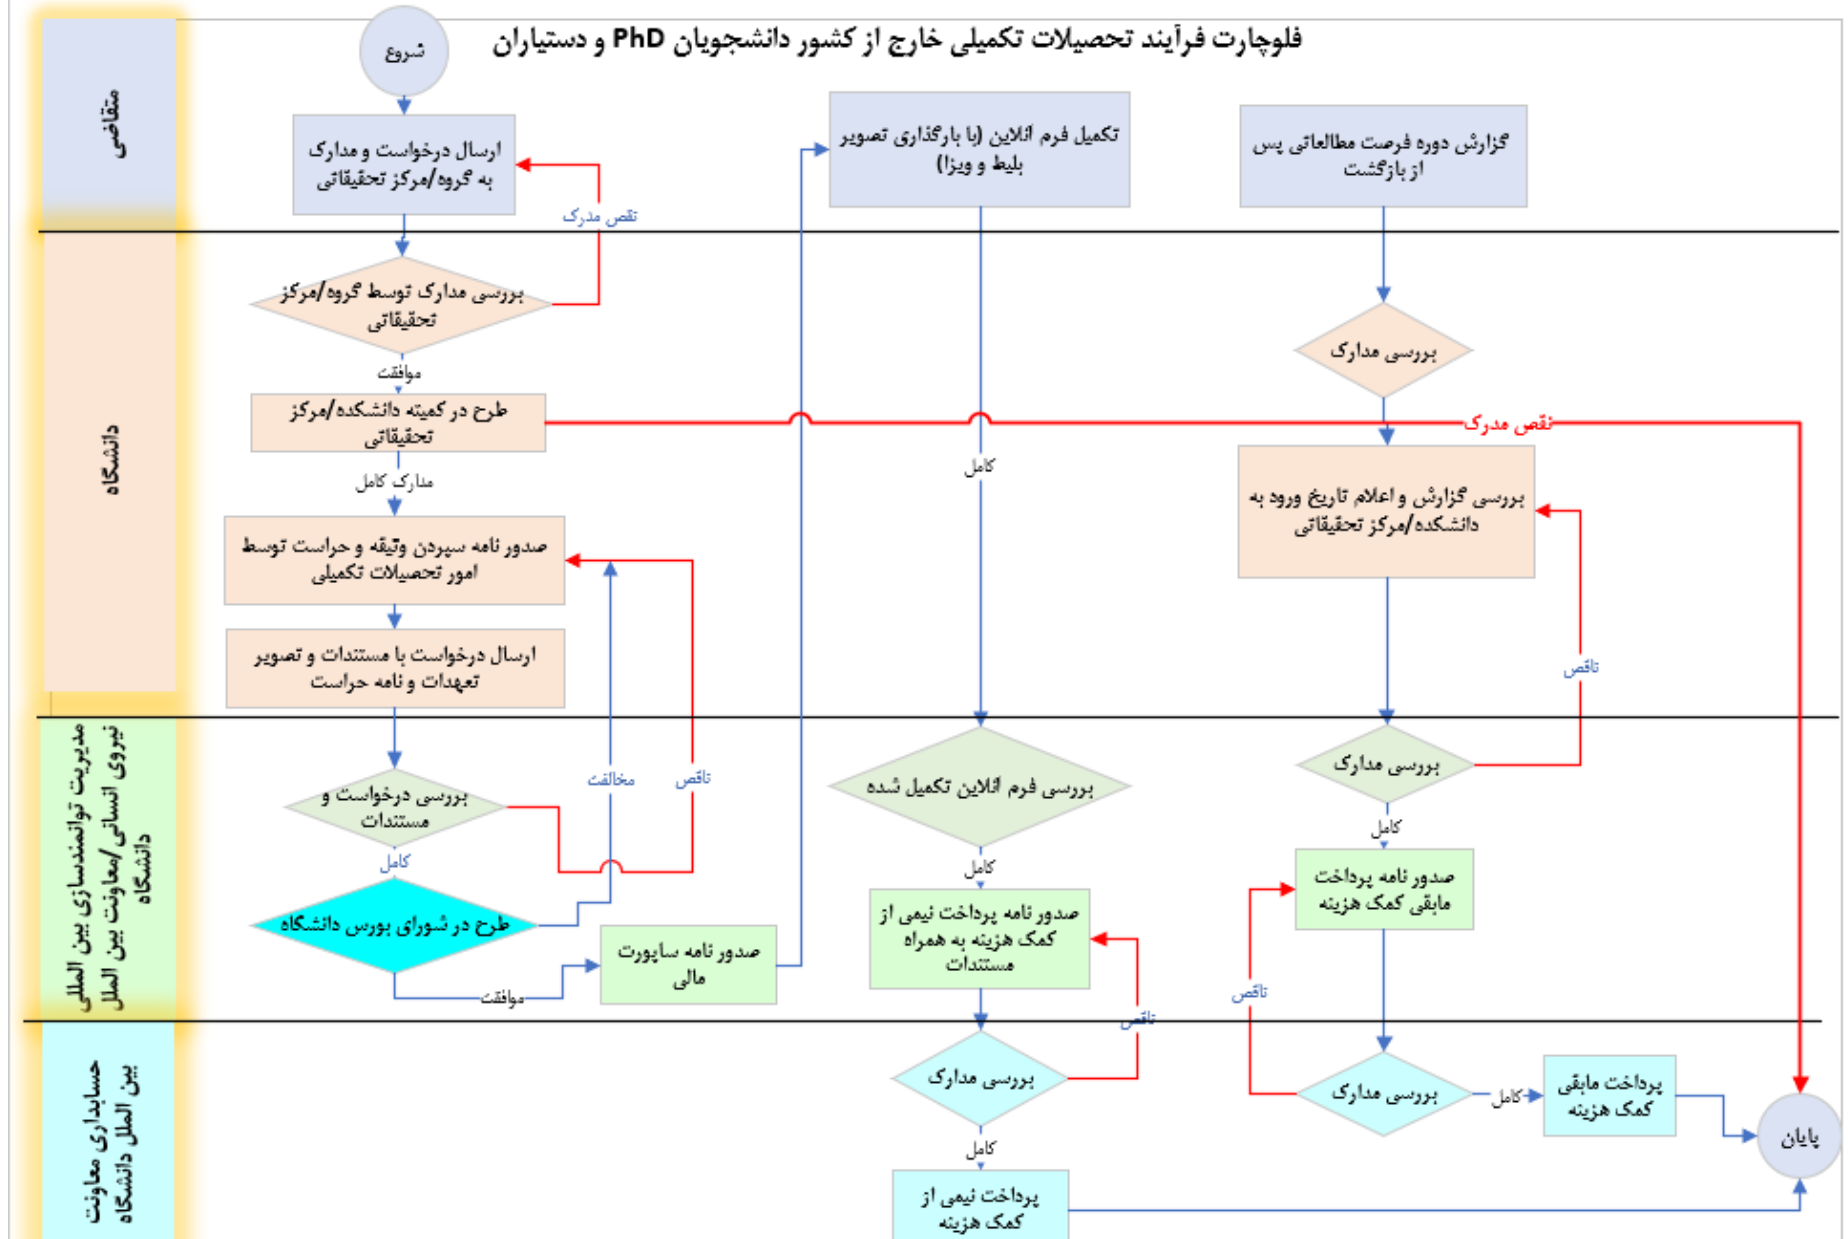 فلوچارت فرآیند تحصیلات تکمیلی خارج از کشور دانشجویان PhD و دستیاران
متقاضی
شروع
ارسال درخواست و مدارک
به گروه/مرکز تحقیقاتی
نقص مدرک
تکمیل فرم آنلاین (با بارگذاری تصویر
بلیط و ویزا)
گزارش دوره فرصت مطالعاتی پس
از بازگشت
دانشگاه
بررسی مدارک توسط گروه/مرکز
تحقیقاتی
موافقت
طرح در کمیته دانشکده/مرکز
تحقیقاتی
نقص مدرک
مدارک کامل
صدور نامه سپردن وثیقه و حراست توسط
امور تحصیلات تکمیلی
ارسال درخواست با مستندات و تصویر
تعهدات و نامه حراست
کامل
بررسی مدارک
بررسی گزارش و اعلام تاریخ ورود به
دانشکده/مرکز تحقیقاتی
ناقص
مدیریت توانمندسازی بین المللی
نیروی انسانی/معاونت بین الملل
دانشگاه
بررسی درخواست و
مستندات
کامل
مخالفت
ناقص
طرح در شورای بورس دانشگاه
موافقت
صدور نامه ساپورت
مالی
بررسی فرم آنلاین تکمیل شده
کامل
صدور نامه پرداخت نیمی از
کمک هزینه به همراه
مستندات
ناقص
بررسی مدارک
کامل
صدور نامه پرداخت
مابقی کمک هزینه
ناقص
حسابداری معاونت
بین الملل دانشگاه
بررسی مدارک
کامل
پرداخت نیمی از
کمک هزینه
بررسی مدارک
کامل
پرداخت مابقی
کمک هزینه
پایان